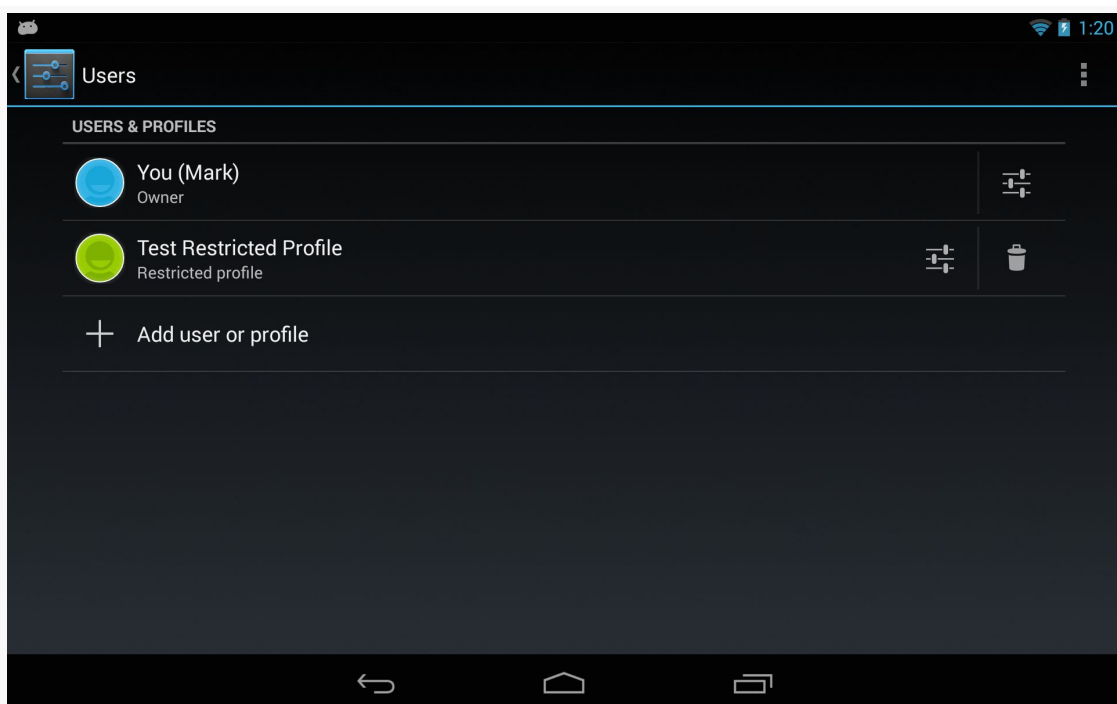 1:20
Users
USERS & PROFILES
You (Mark)
Owner
Test Restricted Profile
Restricted profile
Add user or profile